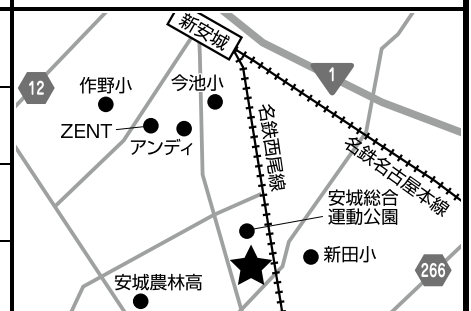 新安城
1
12
作野小
今池小
ZENT
アンディ
名鉄西尾線
名鉄名古屋本線
安城総合
運動公園
新田小
266
安城農林高